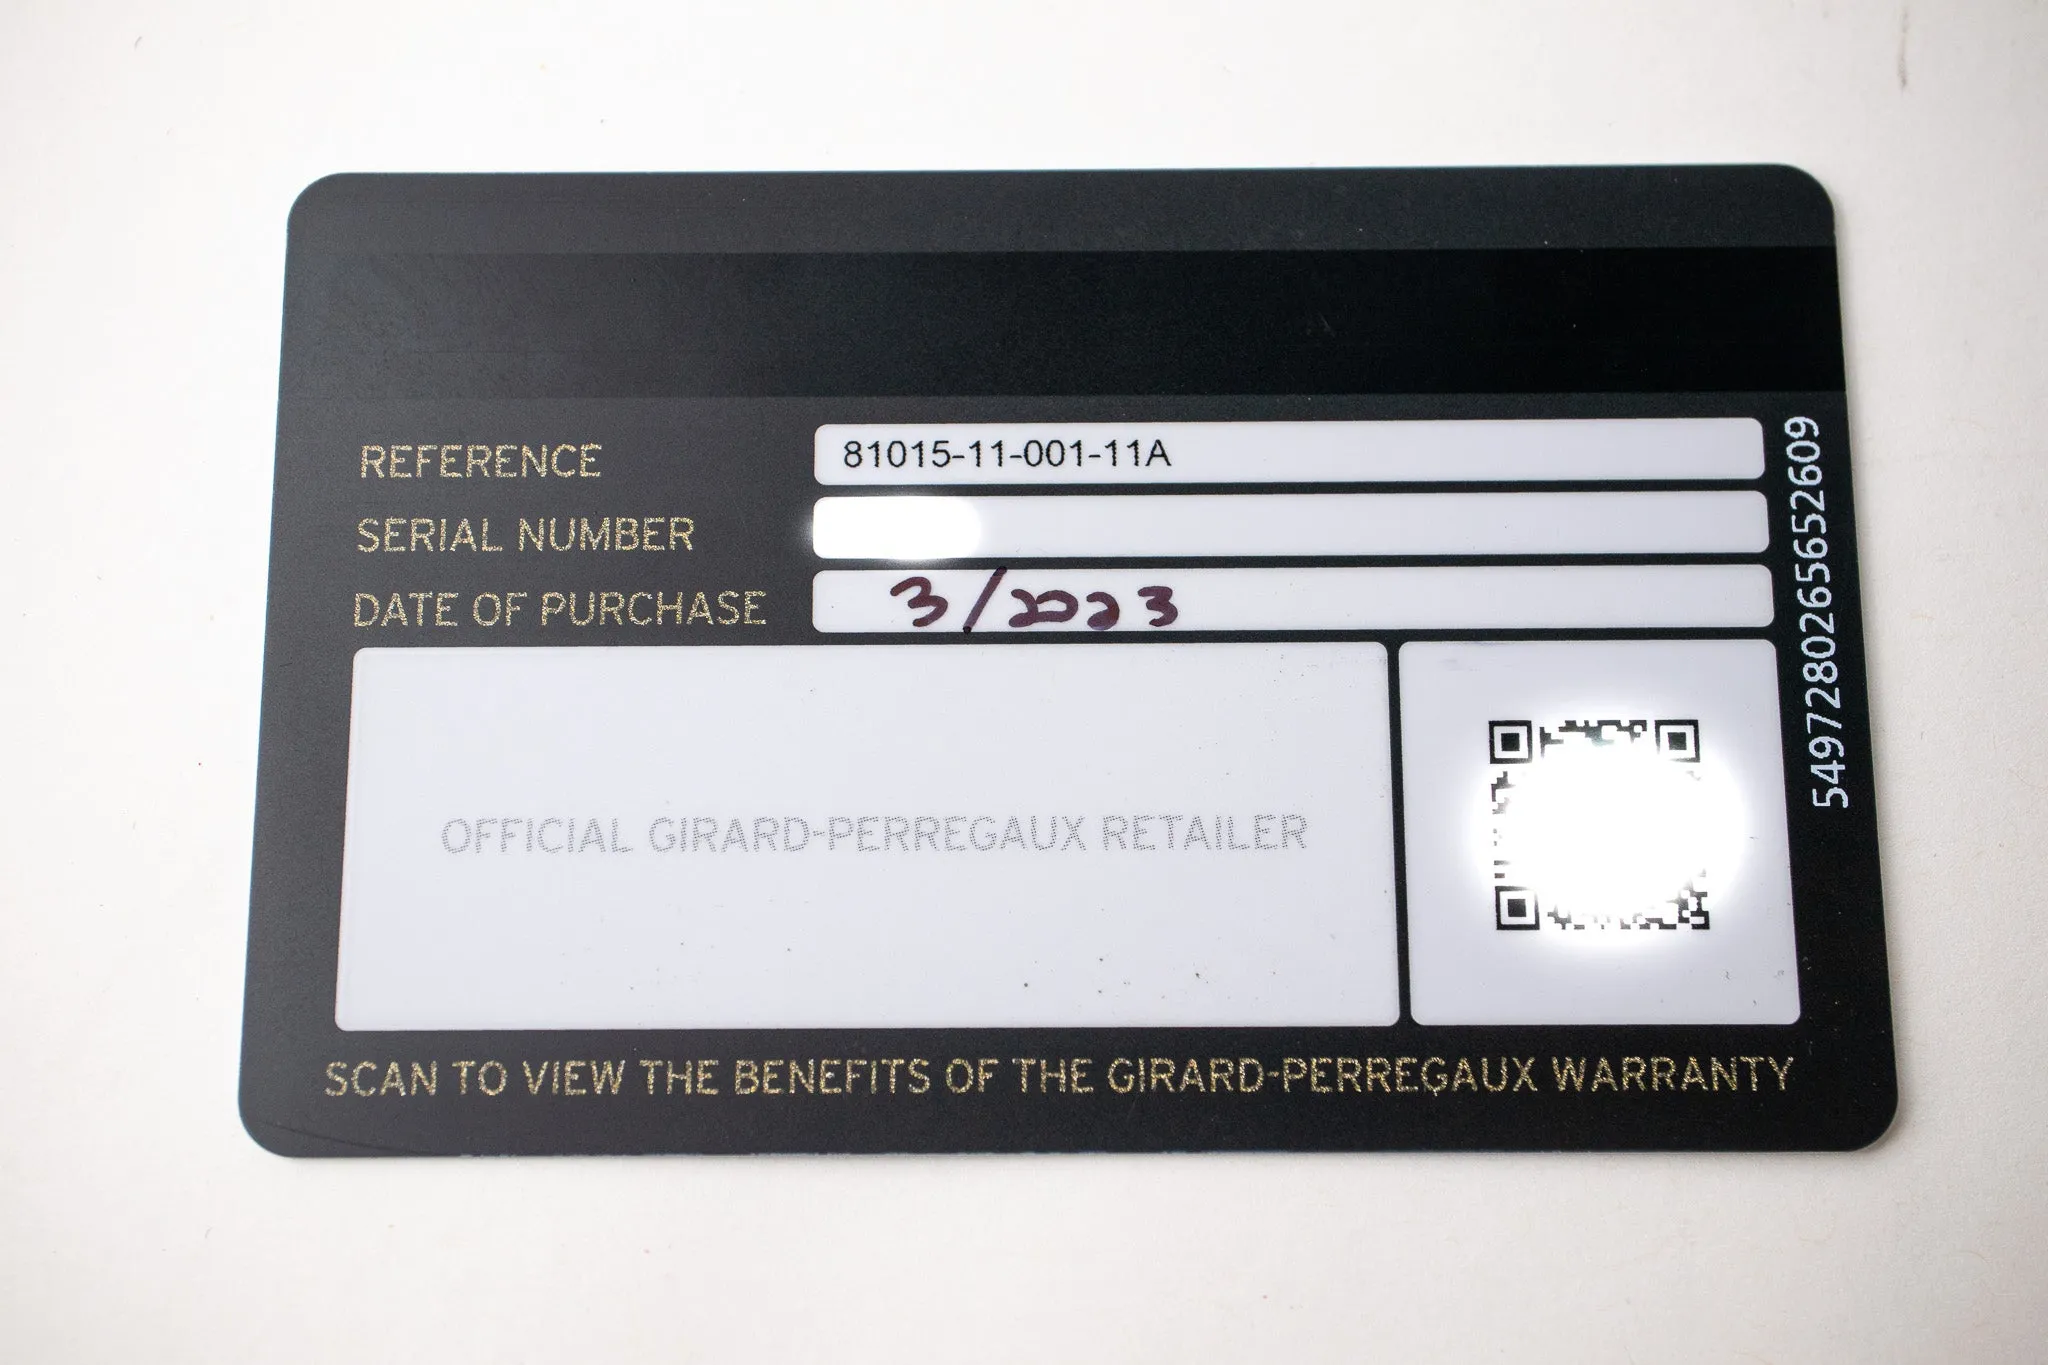 REFERENCE 81015-11-001-11A
SERIAL NUMBER
DATE OF PURCHASE 3/2023
OFFICIAL GIRARD-PERREGAUX RETAILER
SCAN TO VIEW THE BENEFITS OF THE GIRARD-PERREGAUX WARRANTY
5497280265652609